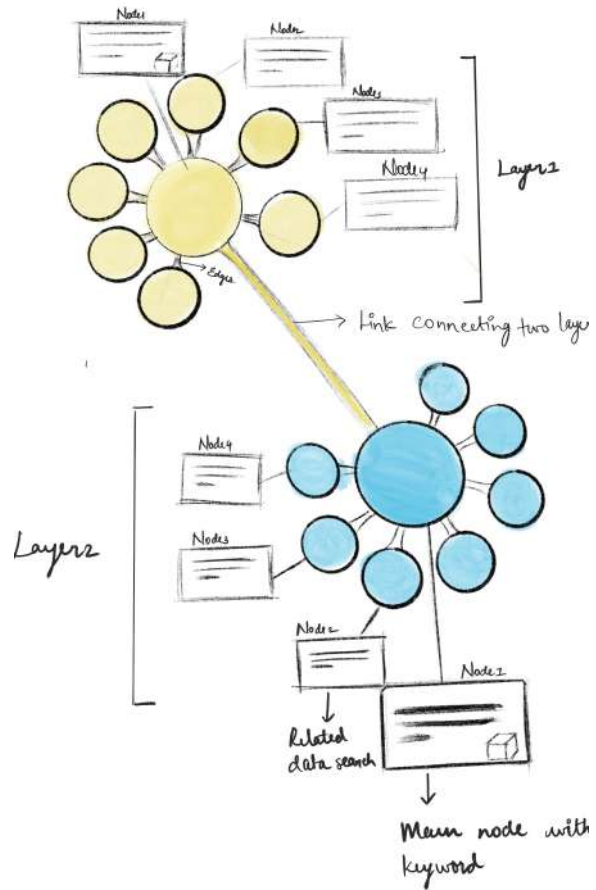 Node1
Node2
Node3
Node4
Layer1
Edges
Link connecting two layer
Node4
Layer2
Node3
Node2
Node1
Related
data search
Main node with
keyword